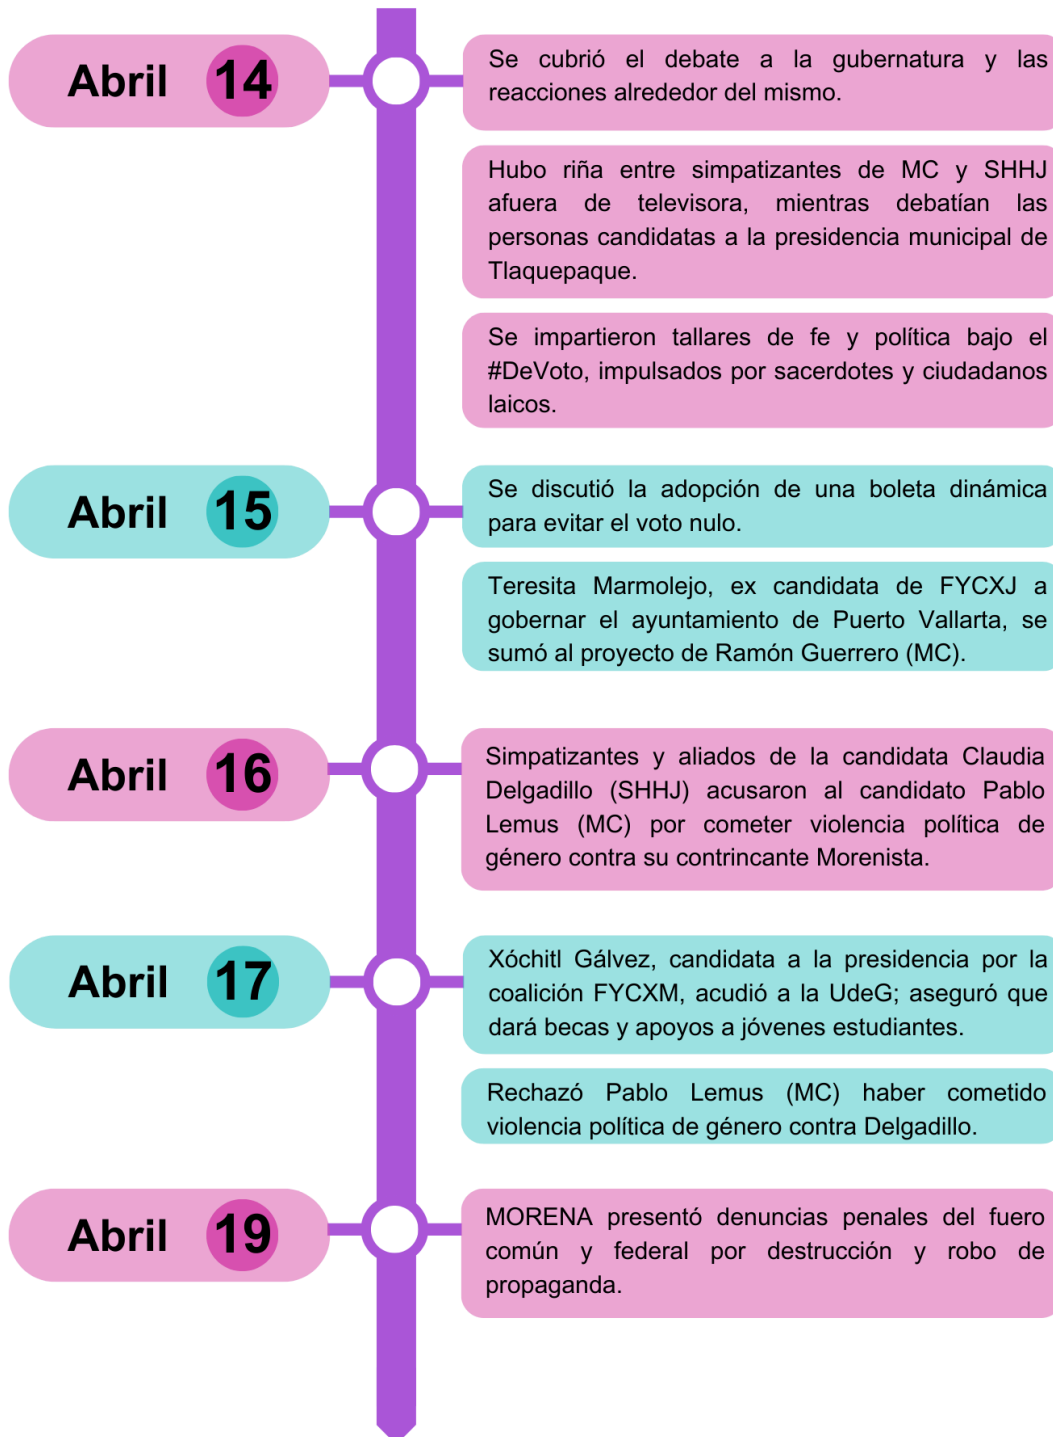 Abril 14
Se cubrió el debate a la gubernatura y las
reacciones alrededor del mismo.
Hubo riña entre simpatizantes de MC y SHHJ
afuera de televisora, mientras debatían las
personas candidatas a la presidencia municipal de
Tlaquepaque.
Se impartieron tallares de fe y política bajo el
#DeVoto, impulsados por sacerdotes y ciudadanos
laicos.
Abril 15
Se discutió la adopción de una boleta dinámica
para evitar el voto nulo.
Teresita Marmolejo, ex candidata de FYCXJ a
gobernar el ayuntamiento de Puerto Vallarta, se
sumó al proyecto de Ramón Guerrero (MC).
Abril 16
Simpatizantes y aliados de la candidata Claudia
Delgadillo (SHHJ) acusaron al candidato Pablo
Lemus (MC) por cometer violencia política de
género contra su contrincante Morenista.
Abril 17
Xóchitl Gálvez, candidata a la presidencia por la
coalición FYCXM, acudió a la UdeG; aseguró que
dará becas y apoyos a jóvenes estudiantes.
Rechazó Pablo Lemus (MC) haber cometido
violencia política de género contra Delgadillo.
Abril 19
MORENA presentó denuncias penales del fuero
común y federal por destrucción y robo de
propaganda.